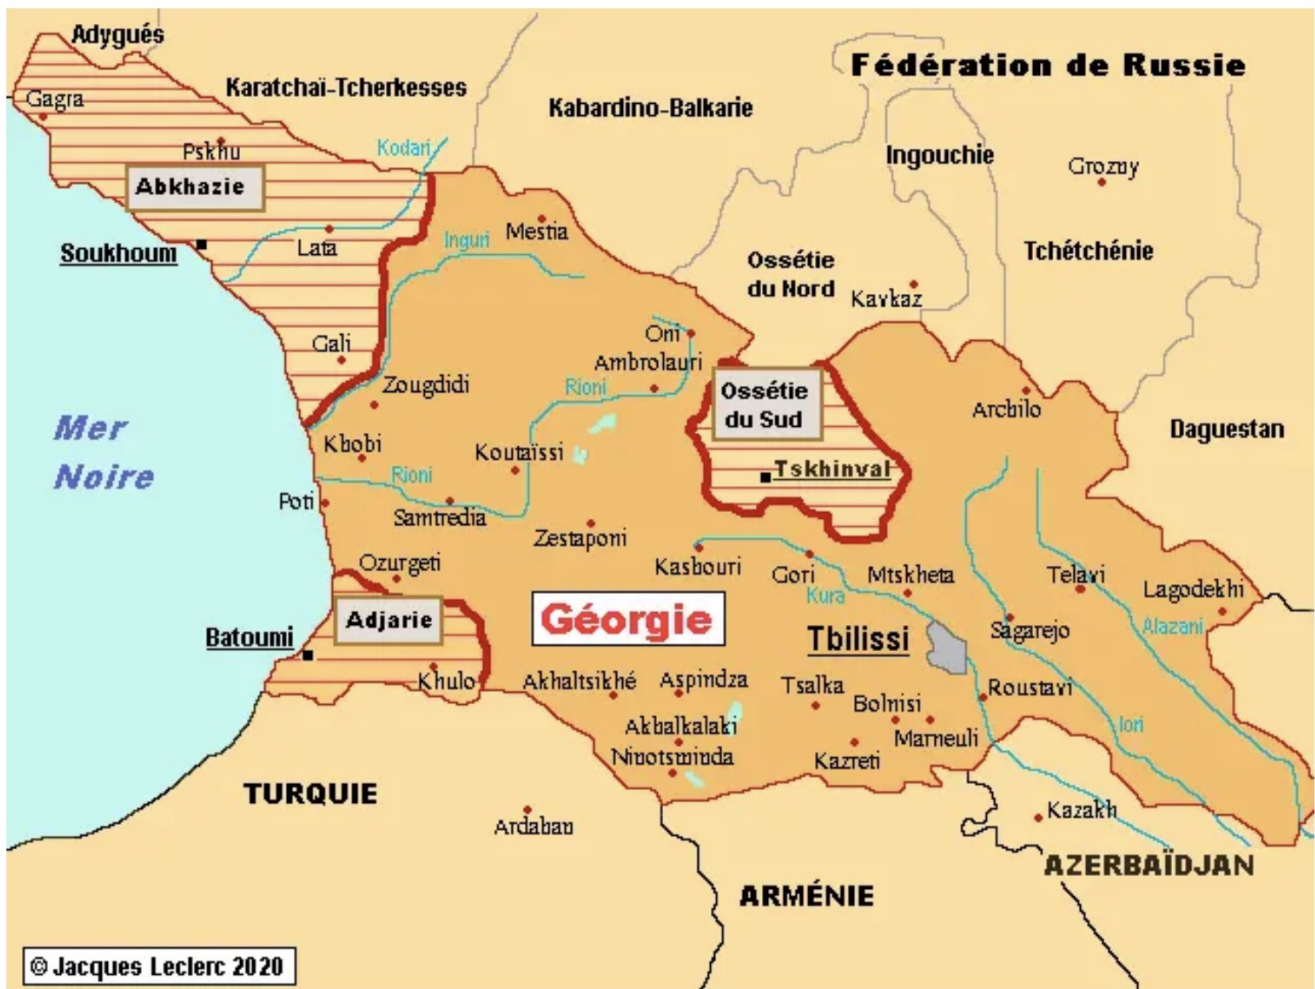 Adygués
Karatchaï-Tcherkesses
Kabardino-Balkarie
Fédération de Russie
Gagra
Pskhu
Kodari
Ingouchie
Grozny
Abkhazie
Soukhoum
Lata
Inguri
Mestia
Ossétie
du Nord
Kavkaz
Tchétchénie
Gali
Oni
Ambrolauri
Zougdidi
Rioni
Ossétie
du Sud
Archilo
Daguestan
Mer
Noire
Khobi
Koutaïssi
Tskhinval
Rioni
Poti
Samtredia
Zestaponi
Ozurgeti
Kashouri
Gori
Mtskheta
Telavi
Lagodekhi
Kura
Adjarie
Géorgie
Batoumi
Tbilissi
Sagarejo
Alazani
Khulo
Akhaltsikhé
Aspindza
Tsalka
Roustavi
Bolnisi
Akhalkalaki
Marneuli
Iori
Ninotsminda
Kazreti
TURQUIE
Ardahan
Kazakh
AZERBAÏDJAN
ARMÉNIE
© Jacques Leclerc 2020